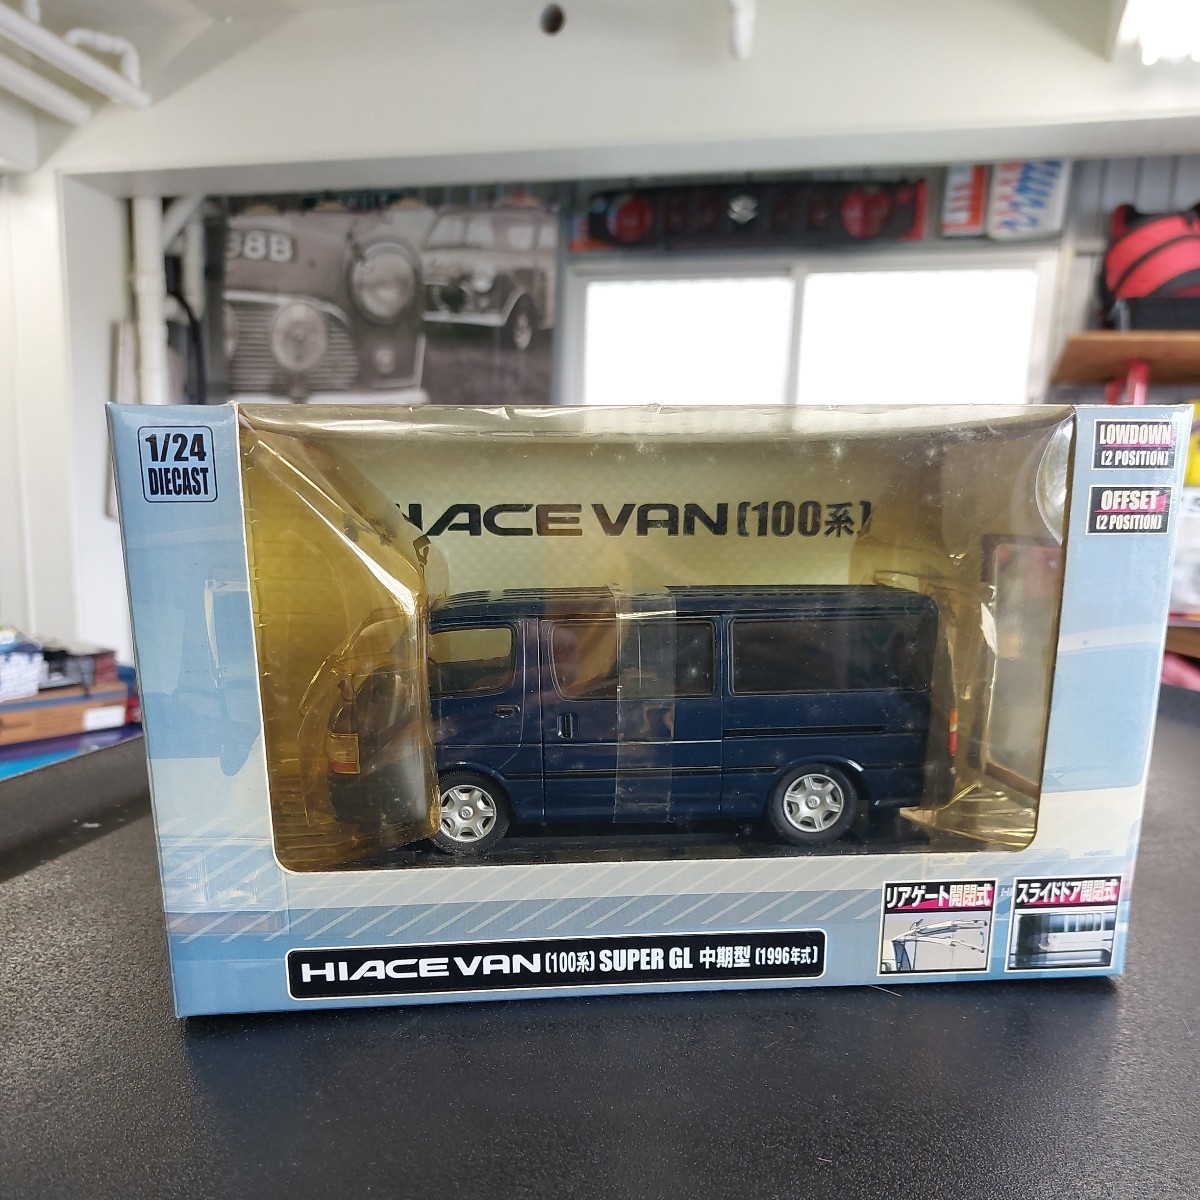 88B
1/24
DIECAST
LOWDOWN
(2 POSITION)
OFFSET
(2 POSITION)
HIACE VAN (100系)
リアゲート開閉式
スライドドア開閉式
HIACE VAN (100系) SUPER GL 中期型 (1996年式)